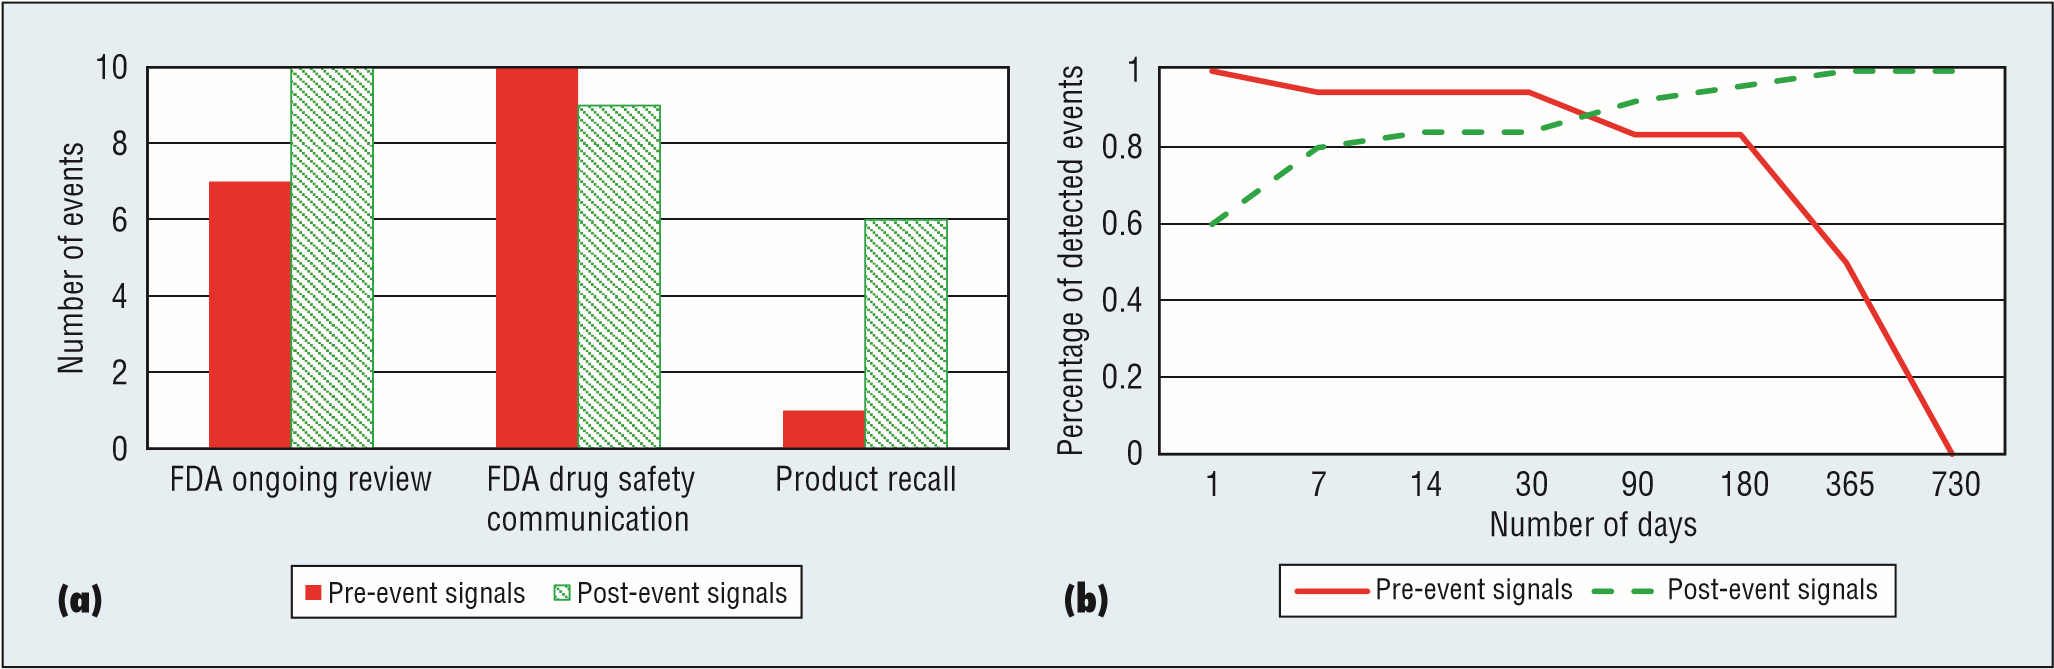 Number of events
10
8
6
4
2
0
FDA ongoing review
FDA drug safety
communication
Product recall
Pre-event signals
Post-event signals
(a)
Percentage of detected events
1
0.8
0.6
0.4
0.2
0
1 7 14 30 90 180 365 730
Number of days
Pre-event signals
Post-event signals
(b)